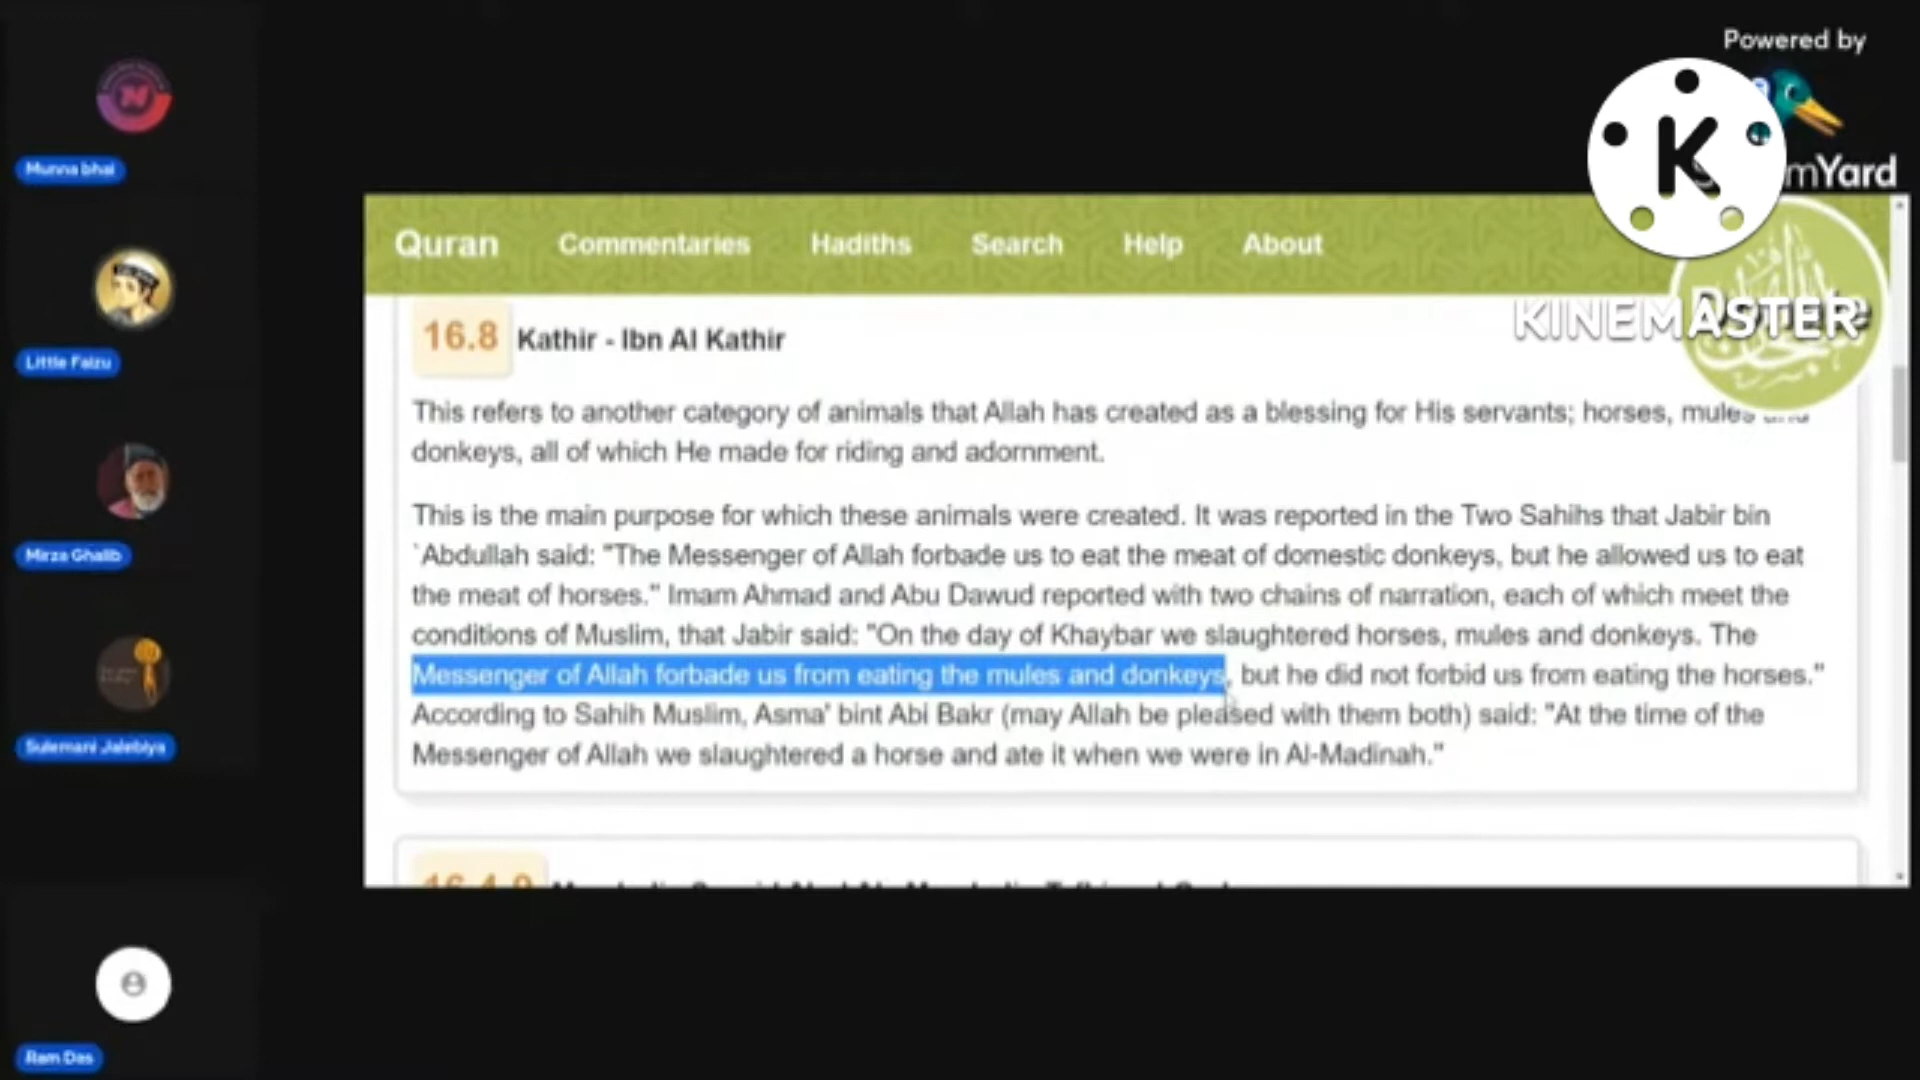 Powered by
K
mYard
KINEMASTER
Munna bhai
Little Faizu
Mirza Ghalib
Sulemani Jalebiya
Ram Das
Quran Commentaries Hadiths Search Help About
16.8 Kathir - Ibn Al Kathir
This refers to another category of animals that Allah has created as a blessing for His servants; horses, mules and
donkeys, all of which He made for riding and adornment.
This is the main purpose for which these animals were created. It was reported in the Two Sahihs that Jabir bin
`Abdullah said: "The Messenger of Allah forbade us to eat the meat of domestic donkeys, but he allowed us to eat
the meat of horses." Imam Ahmad and Abu Dawud reported with two chains of narration, each of which meet the
conditions of Muslim, that Jabir said: "On the day of Khaybar we slaughtered horses, mules and donkeys. The
Messenger of Allah forbade us from eating the mules and donkeys, but he did not forbid us from eating the horses."
According to Sahih Muslim, Asma' bint Abi Bakr (may Allah be pleased with them both) said: "At the time of the
Messenger of Allah we slaughtered a horse and ate it when we were in Al-Madinah."